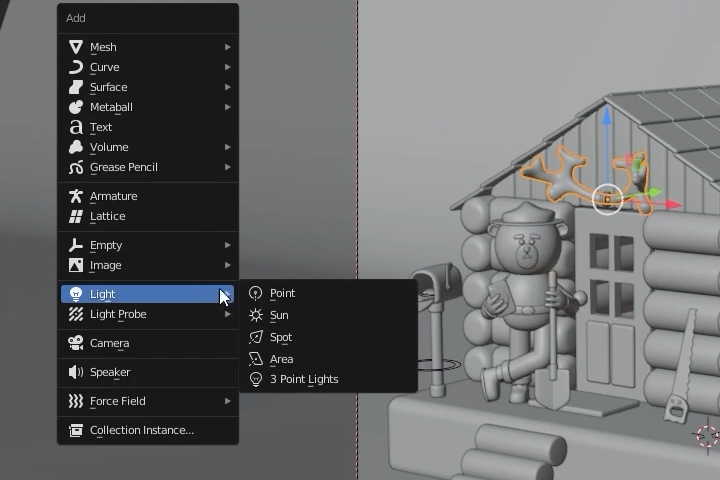 Add
Mesh
Curve
Surface
Metaball
Text
Volume
Grease Pencil
Armature
Lattice
Empty
Image
Light
Light Probe
Camera
Speaker
Force Field
Collection Instance...
Point
Sun
Spot
Area
3 Point Lights